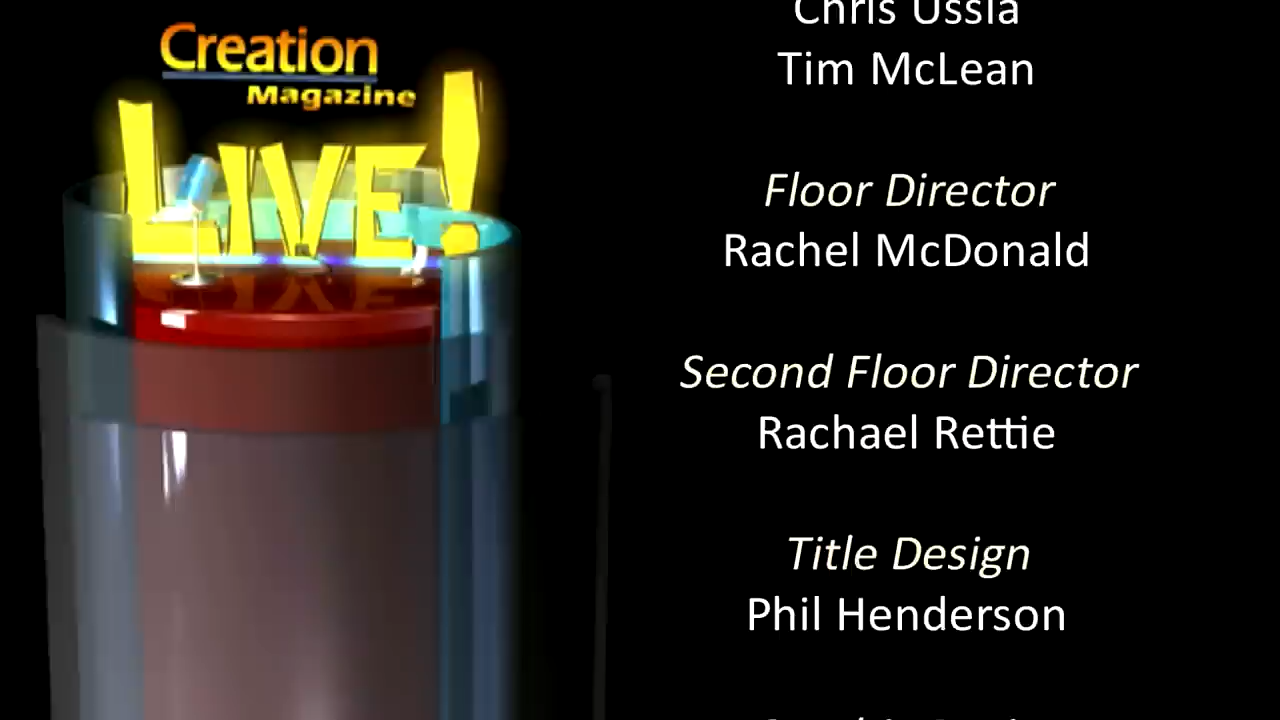 Creation
Magazine
LIVE!
Chris Ussia
Tim McLean
Floor Director
Rachel McDonald
Second Floor Director
Rachael Rettie
Title Design
Phil Henderson